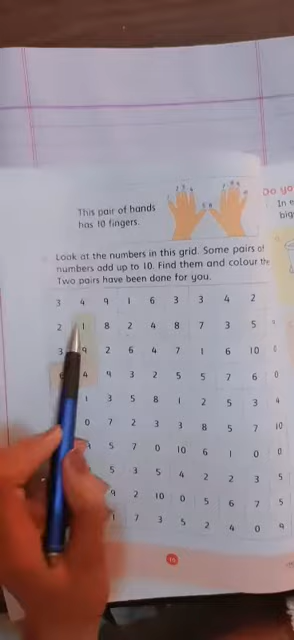 This pair of hands
has 10 fingers.
Do yo
In e
big
Look at the numbers in this grid. Some pairs of
numbers add up to 10. Find them and colour the
Two pairs have been done for you.
3 4 9 1 6 3 3 4 2
2 1 8 2 4 8 7 3 5
3 9 2 6 4 7 1 6 10 6
6 4 9 3 2 5 5 7 6 0
1 3 5 8 1 2 5 3 4
0 7 2 3 3 8 5 7 10
5 7 0 10 6 1 0 0
5 3 5 4 2 2 3 5
9 2 10 0 5 6 7 5
1 7 3 5 2 4 0 9